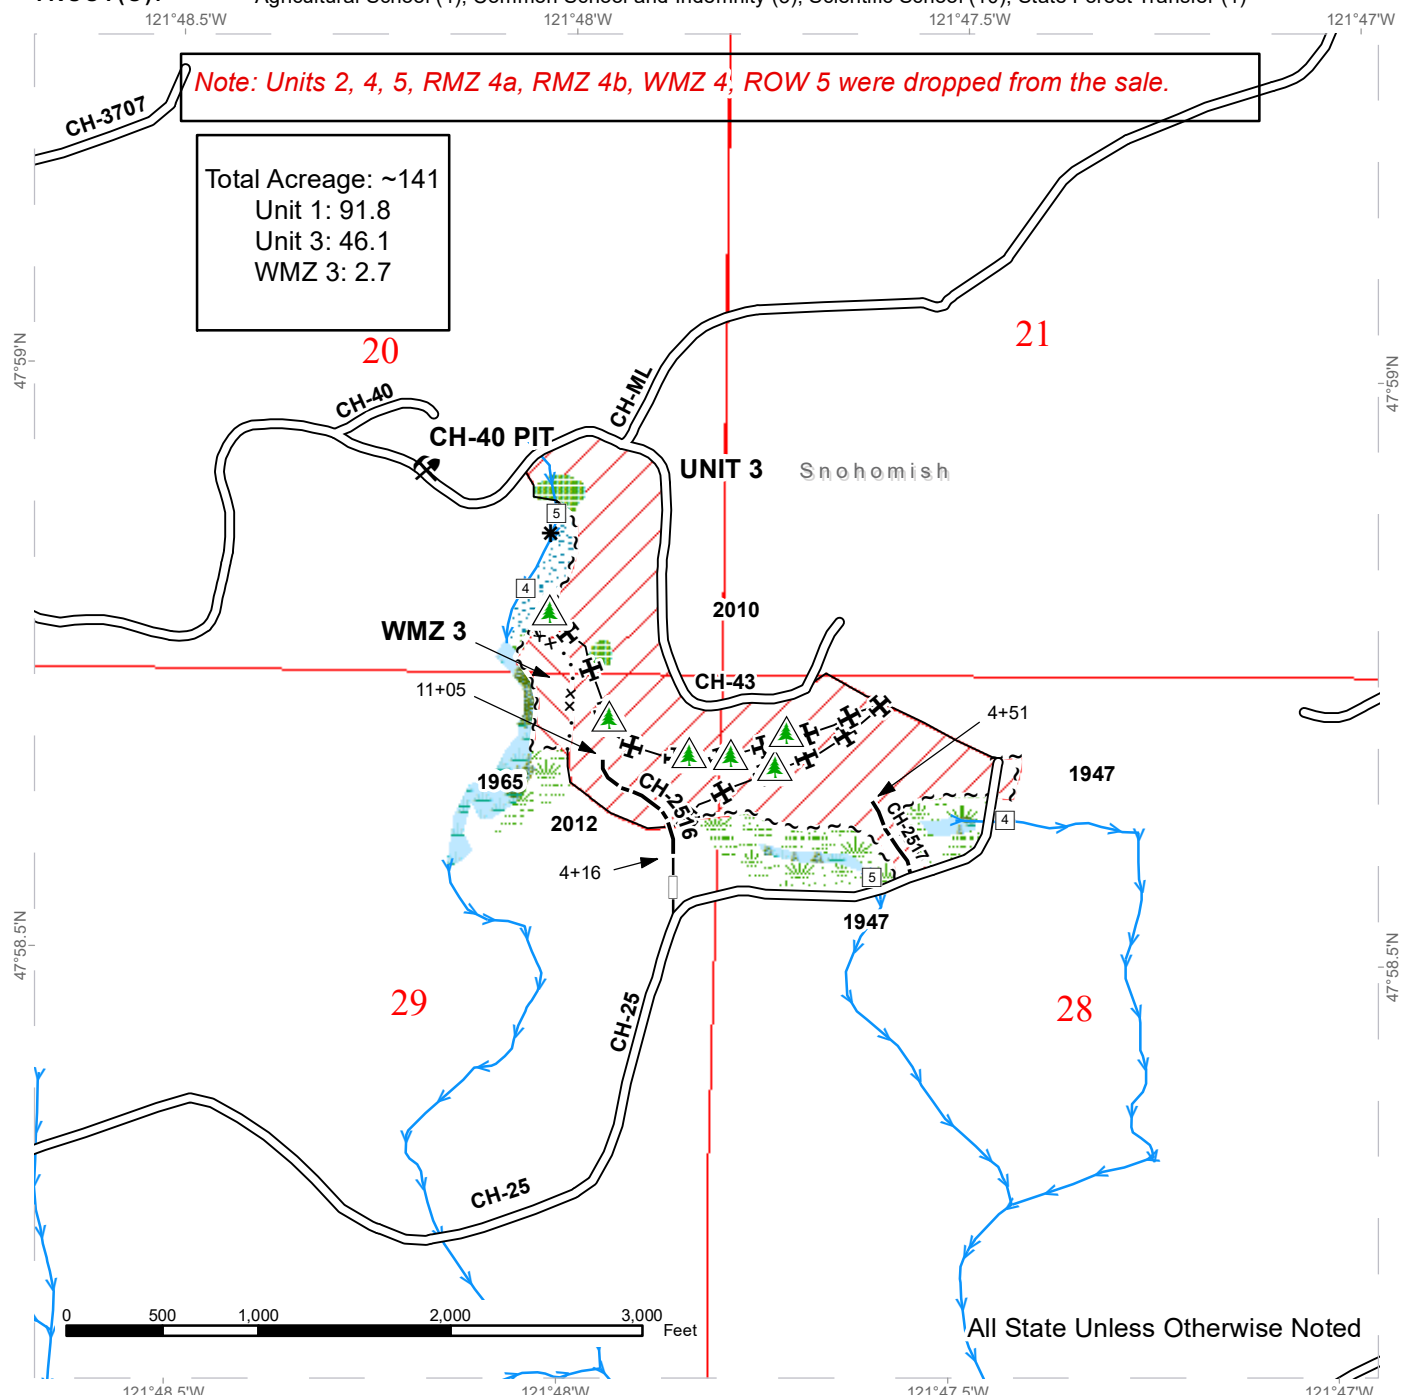 121°48.5'W 121°48'W 121°47.5'W 121°47'W
Note: Units 2, 4, 5, RMZ 4a, RMZ 4b, WMZ 4, ROW 5 were dropped from the sale.
CH-3707
Total Acreage: ~141
Unit 1: 91.8
Unit 3: 46.1
WMZ 3: 2.7
20
21
47°59'N
47°59'N
CH-ML
CH-40
CH-40 PIT
UNIT 3
Snohomish
5
4
2010
WMZ 3
CH-43
11+05
4+51
1965
CH-2516
1947
2012
CH-2517
4
4+16
5
1947
47°58.5'N
47°58.5'N
29
28
CH-25
CH-25
0 500 1,000 2,000 3,000
Feet
All State Unless Otherwise Noted
121°48.5'W 121°48'W 121°47.5'W 121°47'W